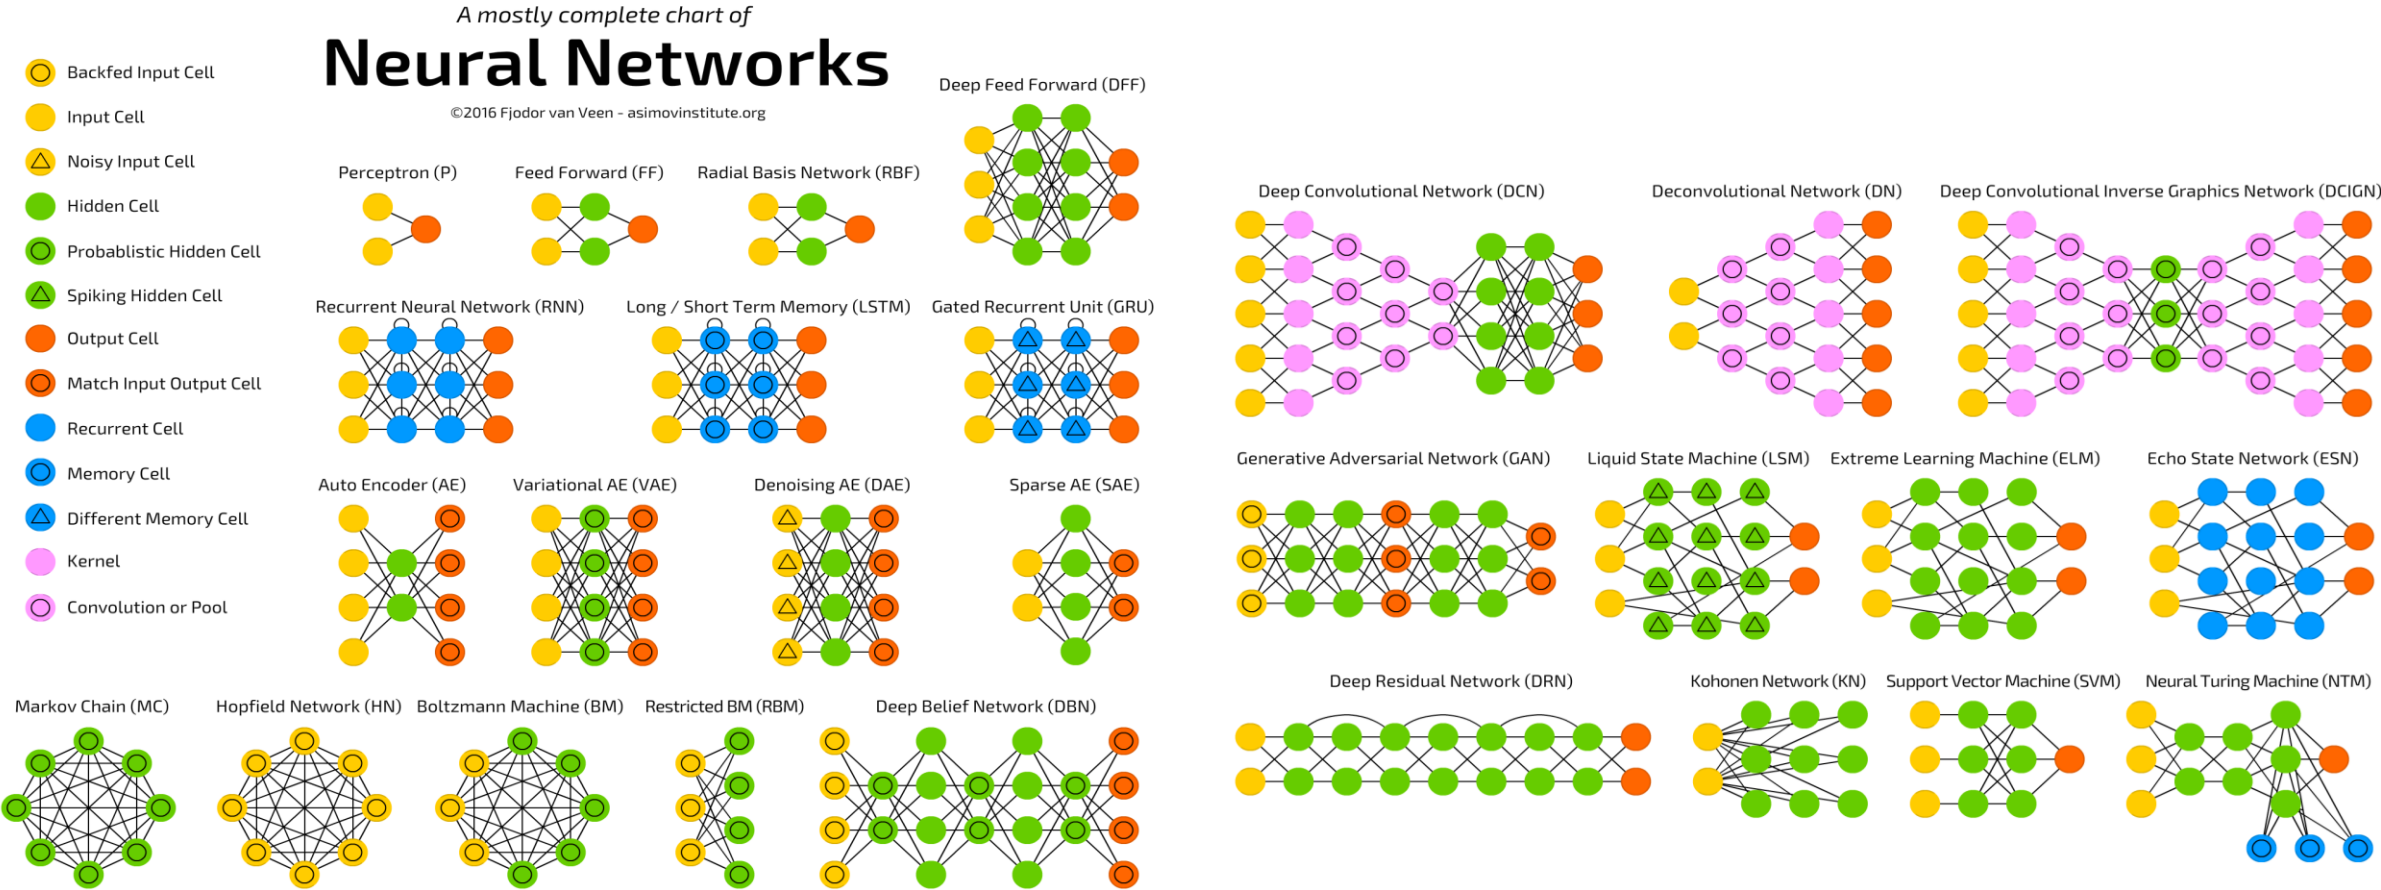 A mostly complete chart of
Neural Networks
©2016 Fjodor van Veen - asimovinstitute.org
Backfed Input Cell
Input Cell
Noisy Input Cell
Hidden Cell
Probablistic Hidden Cell
Spiking Hidden Cell
Output Cell
Match Input Output Cell
Recurrent Cell
Memory Cell
Different Memory Cell
Kernel
Convolution or Pool
Perceptron (P)
Feed Forward (FF)
Radial Basis Network (RBF)
Deep Feed Forward (DFF)
Recurrent Neural Network (RNN)
Long / Short Term Memory (LSTM)
Gated Recurrent Unit (GRU)
Auto Encoder (AE)
Variational AE (VAE)
Denoising AE (DAE)
Sparse AE (SAE)
Markov Chain (MC)
Hopfield Network (HN)
Boltzmann Machine (BM)
Restricted BM (RBM)
Deep Belief Network (DBN)
Deep Convolutional Network (DCN)
Deconvolutional Network (DN)
Deep Convolutional Inverse Graphics Network (DCIGN)
Generative Adversarial Network (GAN)
Liquid State Machine (LSM)
Extreme Learning Machine (ELM)
Echo State Network (ESN)
Deep Residual Network (DRN)
Kohonen Network (KN)
Support Vector Machine (SVM)
Neural Turing Machine (NTM)